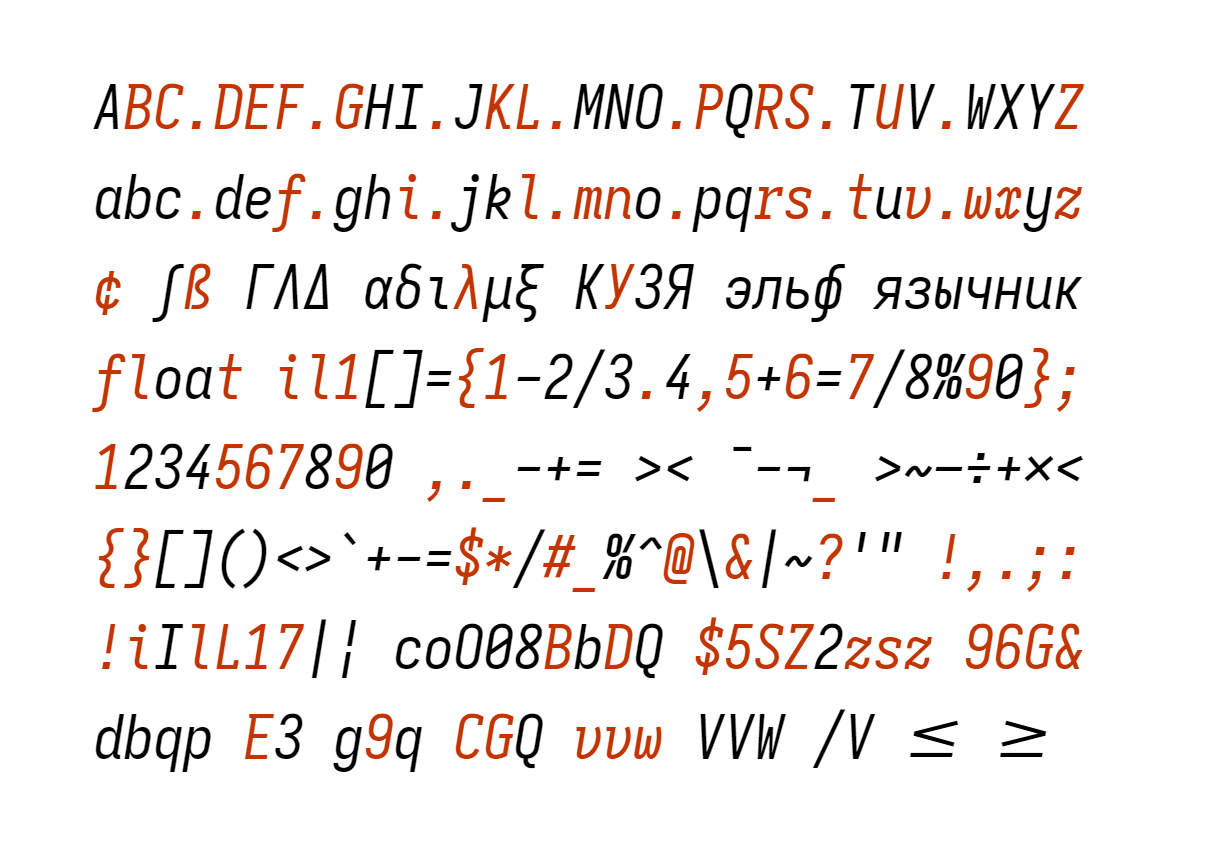 ABC.DEF.GHI.JKL.MNO.PQRS.TUV.WXYZ
abc.def.ghi.jkl.mno.pqrs.tuv.wxyz
¢ ∫ß ΓΛΔ αδιλμξ КУЗЯ эльф язычник
float il1[]={1-2/3.4,5+6=7/8%90};
1234567890 ,._-+= >< ¯-¬_ >~–÷+×<
{}[]()<>`+-=$*/#_%^@\&|~?'" !,.;:
!iIlL17|¦ coO08BbDQ $5SZ2zsz 96G&
dbqp E3 g9q CGQ υvw VVW /V ≤ ≥